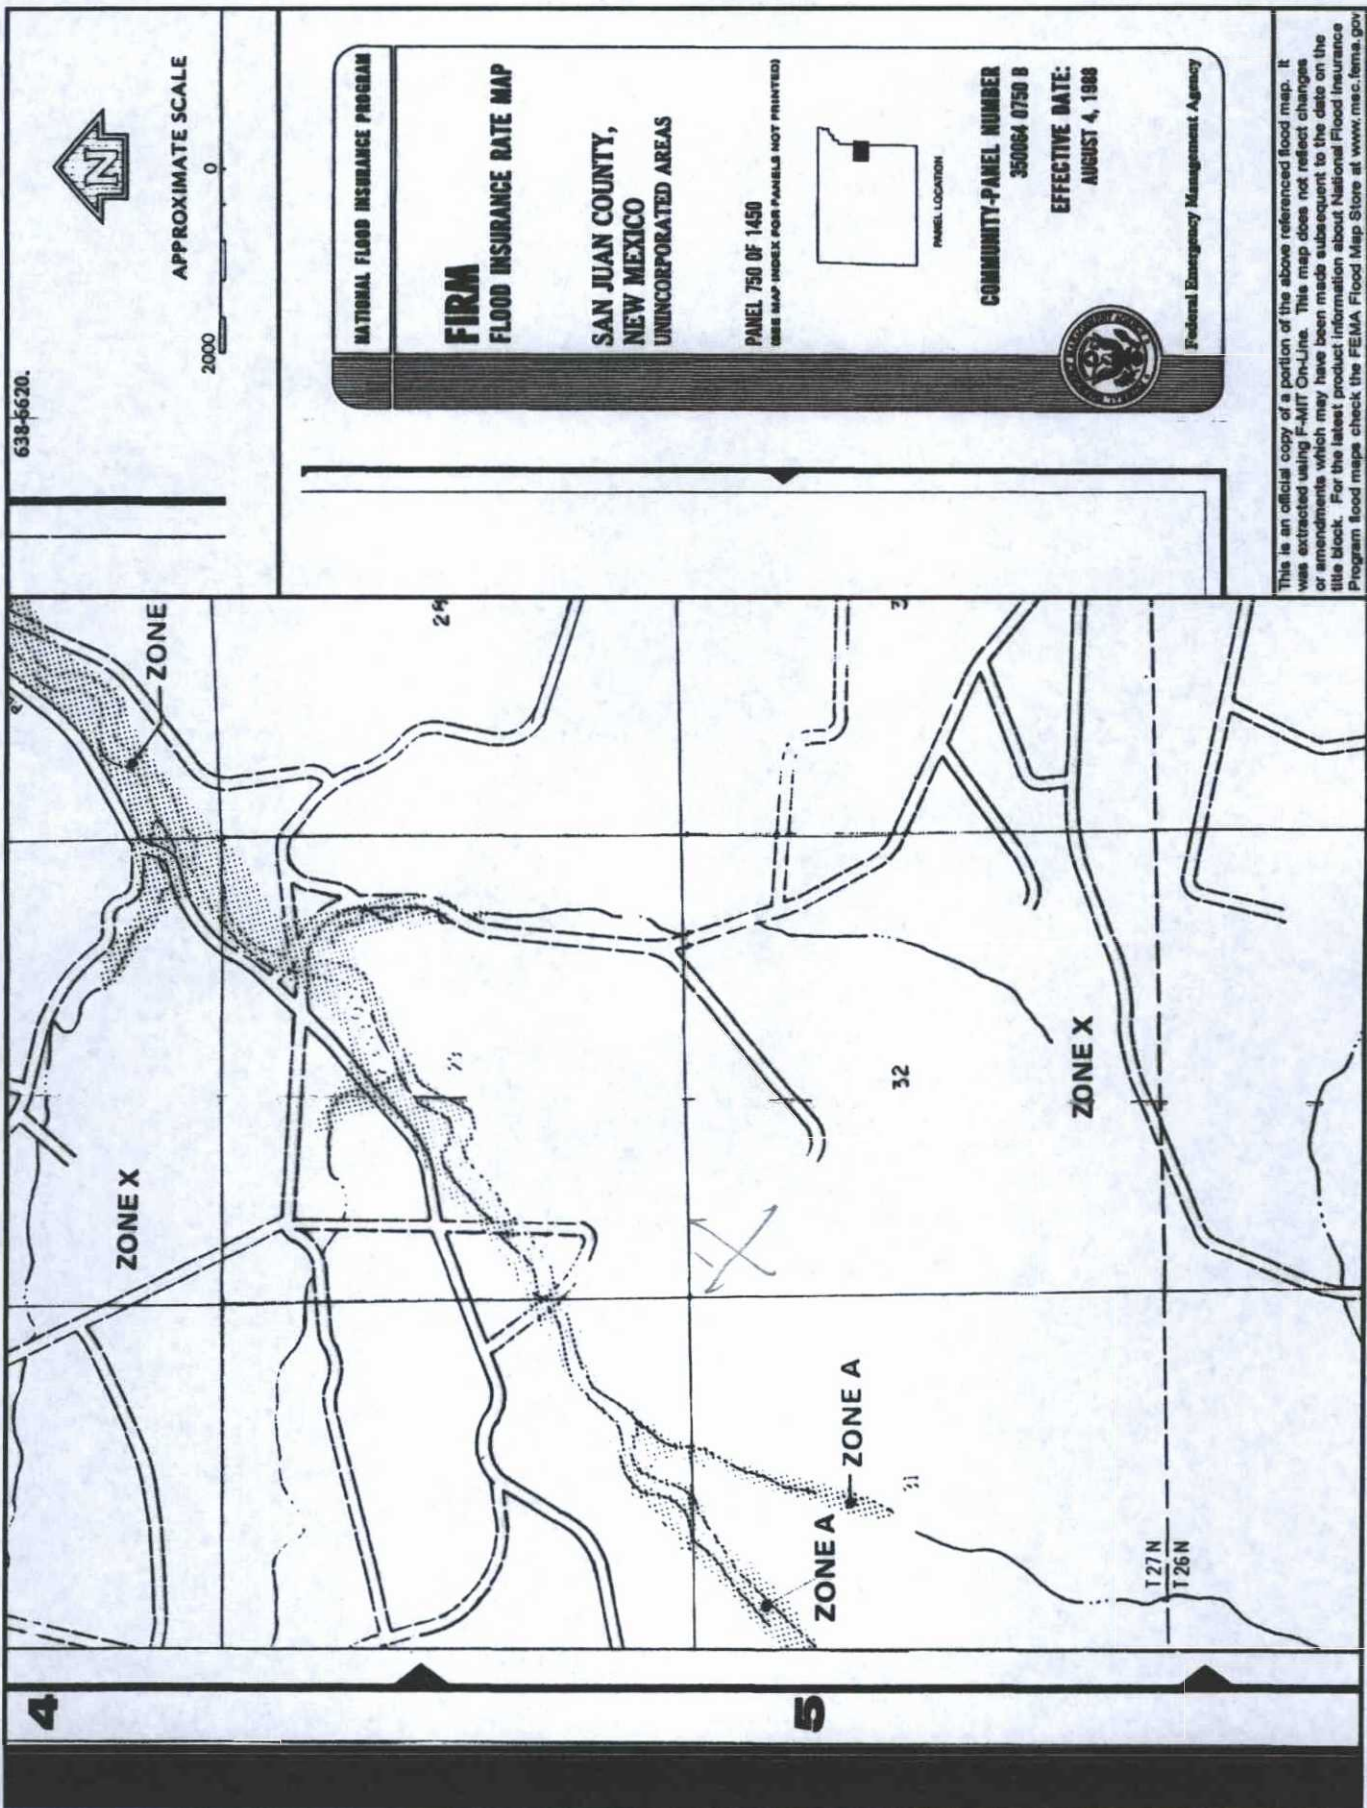 638-6620.
APPROXIMATE SCALE
2000 0
NATIONAL FLOOD INSURANCE PROGRAM
FIRM
FLOOD INSURANCE RATE MAP
SAN JUAN COUNTY,
NEW MEXICO
UNINCORPORATED AREAS
PANEL 750 OF 1450
(SEE MAP INDEX FOR PANELS NOT PRINTED)
PANEL LOCATION
COMMUNITY-PANEL NUMBER
350064 0750 B
EFFECTIVE DATE:
AUGUST 4, 1988
Federal Emergency Management Agency
This is an official copy of a portion of the above referenced flood map. It
was extracted using F-MIT On-Line. This map does not reflect changes
or amendments which may have been made subsequent to the date on the
title block. For the latest product information about National Flood Insurance
Program flood maps check the FEMA Flood Map Store at www.msc.fema.gov
N
ZONE
ZONE X
32
ZONE X
ZONE A
ZONE A
31
T27N
T26N
4
5